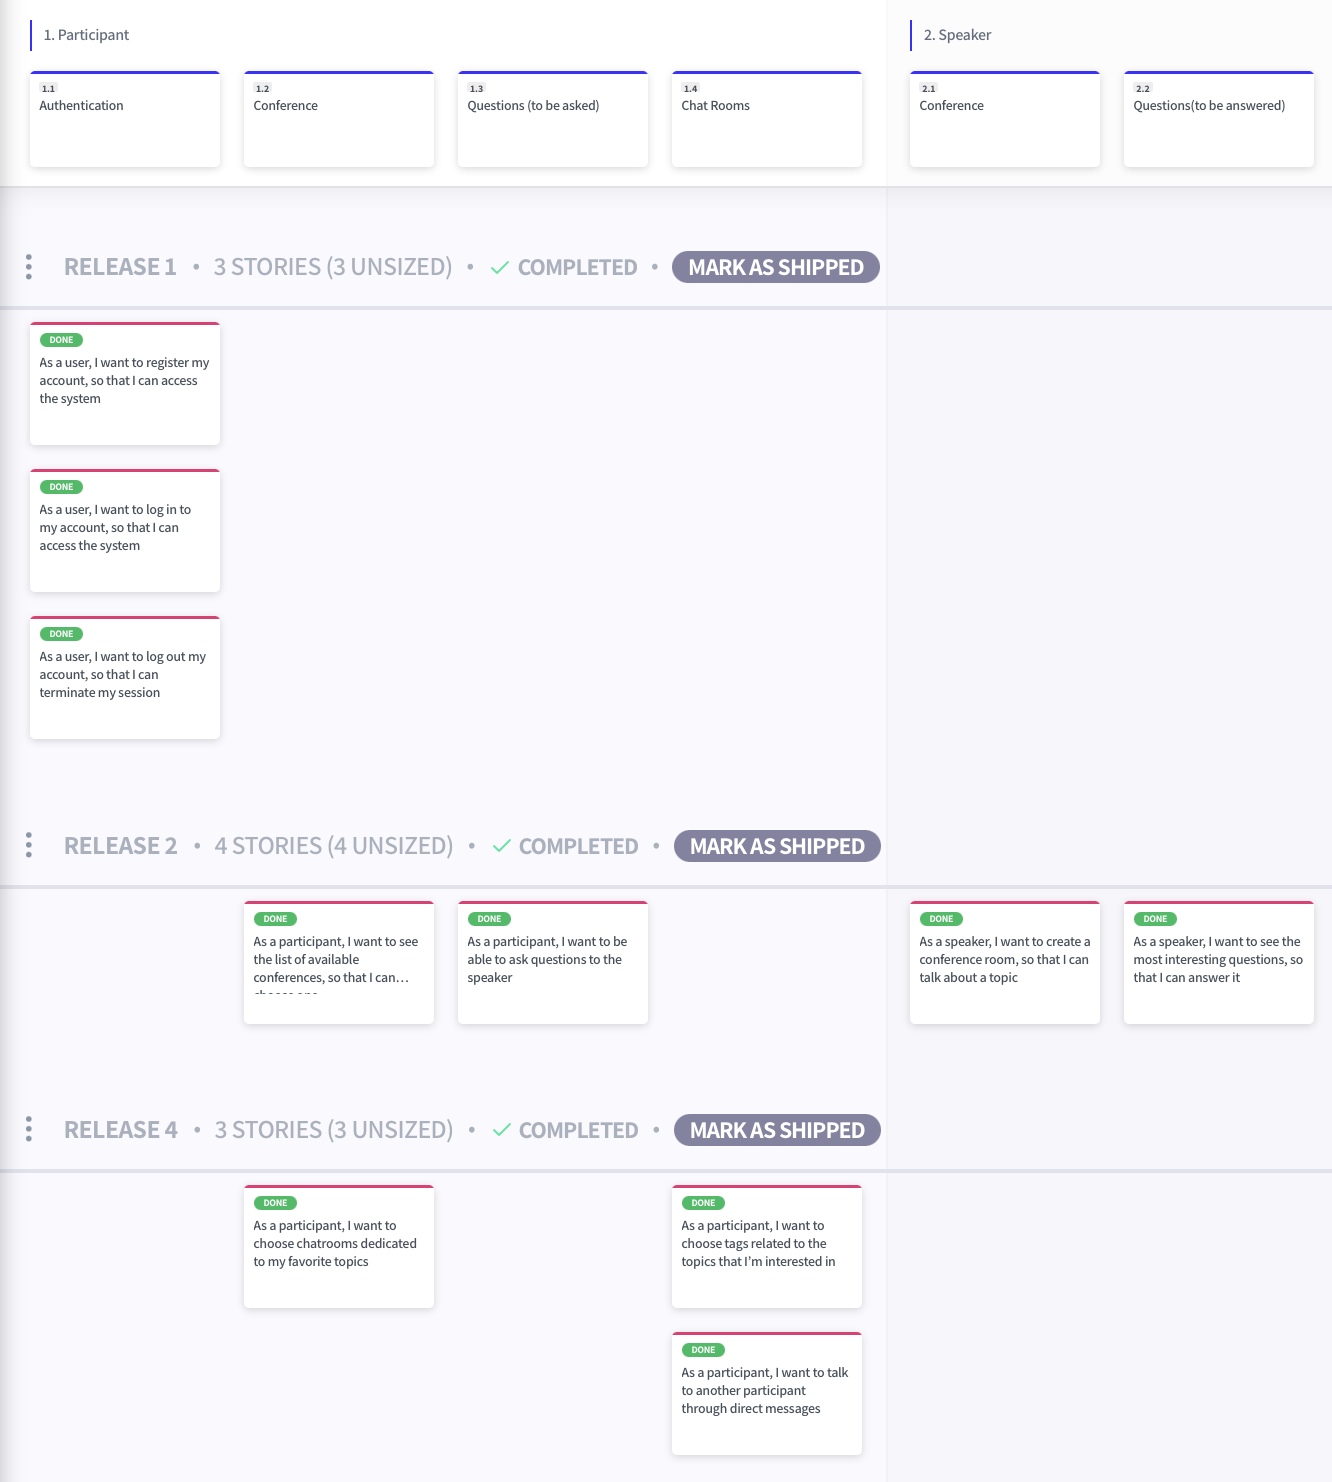 1. Participant
2. Speaker
1.1
Authentication
1.2
Conference
1.3
Questions (to be asked)
1.4
Chat Rooms
2.1
Conference
2.2
Questions(to be answered)
RELEASE 1 • 3 STORIES (3 UNSIZED) • COMPLETED • MARK AS SHIPPED
DONE
As a user, I want to register my
account, so that I can access
the system
DONE
As a user, I want to log in to
my account, so that I can
access the system
DONE
As a user, I want to log out my
account, so that I can
terminate my session
RELEASE 2 • 4 STORIES (4 UNSIZED) • COMPLETED • MARK AS SHIPPED
DONE
As a participant, I want to see
the list of available
conferences, so that I can…
choose one
DONE
As a participant, I want to be
able to ask questions to the
speaker
DONE
As a speaker, I want to create a
conference room, so that I can
talk about a topic
DONE
As a speaker, I want to see the
most interesting questions, so
that I can answer it
RELEASE 4 • 3 STORIES (3 UNSIZED) • COMPLETED • MARK AS SHIPPED
DONE
As a participant, I want to
choose chatrooms dedicated
to my favorite topics
DONE
As a participant, I want to
choose tags related to the
topics that I'm interested in
DONE
As a participant, I want to talk
to another participant
through direct messages